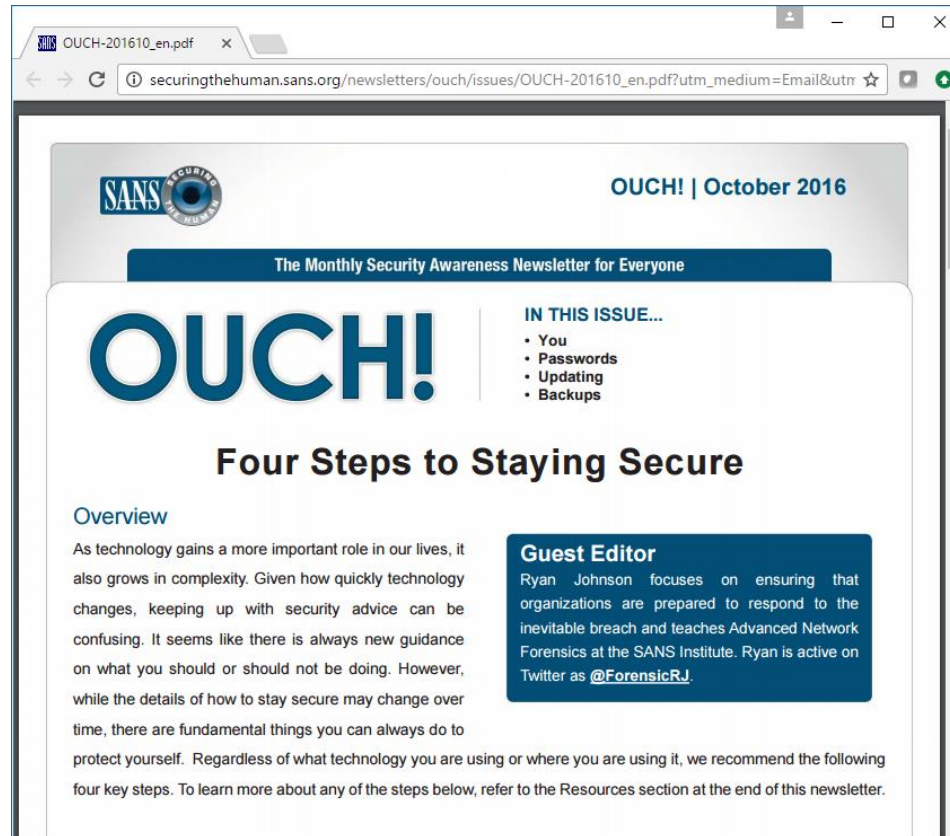 OUCH-201610_en.pdf
securingthehuman.sans.org/newsletters/ouch/issues/OUCH-201610_en.pdf?utm_medium=Email&utm
SANS
SECURING THE HUMAN
OUCH! | October 2016
The Monthly Security Awareness Newsletter for Everyone
OUCH!
IN THIS ISSUE...
• You
• Passwords
• Updating
• Backups
Four Steps to Staying Secure
Overview
As technology gains a more important role in our lives, it
also grows in complexity. Given how quickly technology
changes, keeping up with security advice can be
confusing. It seems like there is always new guidance
on what you should or should not be doing. However,
while the details of how to stay secure may change over
time, there are fundamental things you can always do to
protect yourself. Regardless of what technology you are using or where you are using it, we recommend the following
four key steps. To learn more about any of the steps below, refer to the Resources section at the end of this newsletter.
Guest Editor
Ryan Johnson focuses on ensuring that
organizations are prepared to respond to the
inevitable breach and teaches Advanced Network
Forensics at the SANS Institute. Ryan is active on
Twitter as @ForensicRJ.